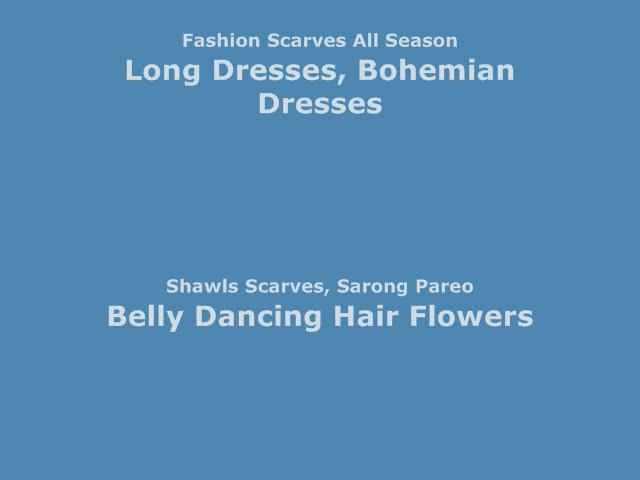 Fashion Scarves All Season
Long Dresses, Bohemian
Dresses
Shawls Scarves, Sarong Pareo
Belly Dancing Hair Flowers